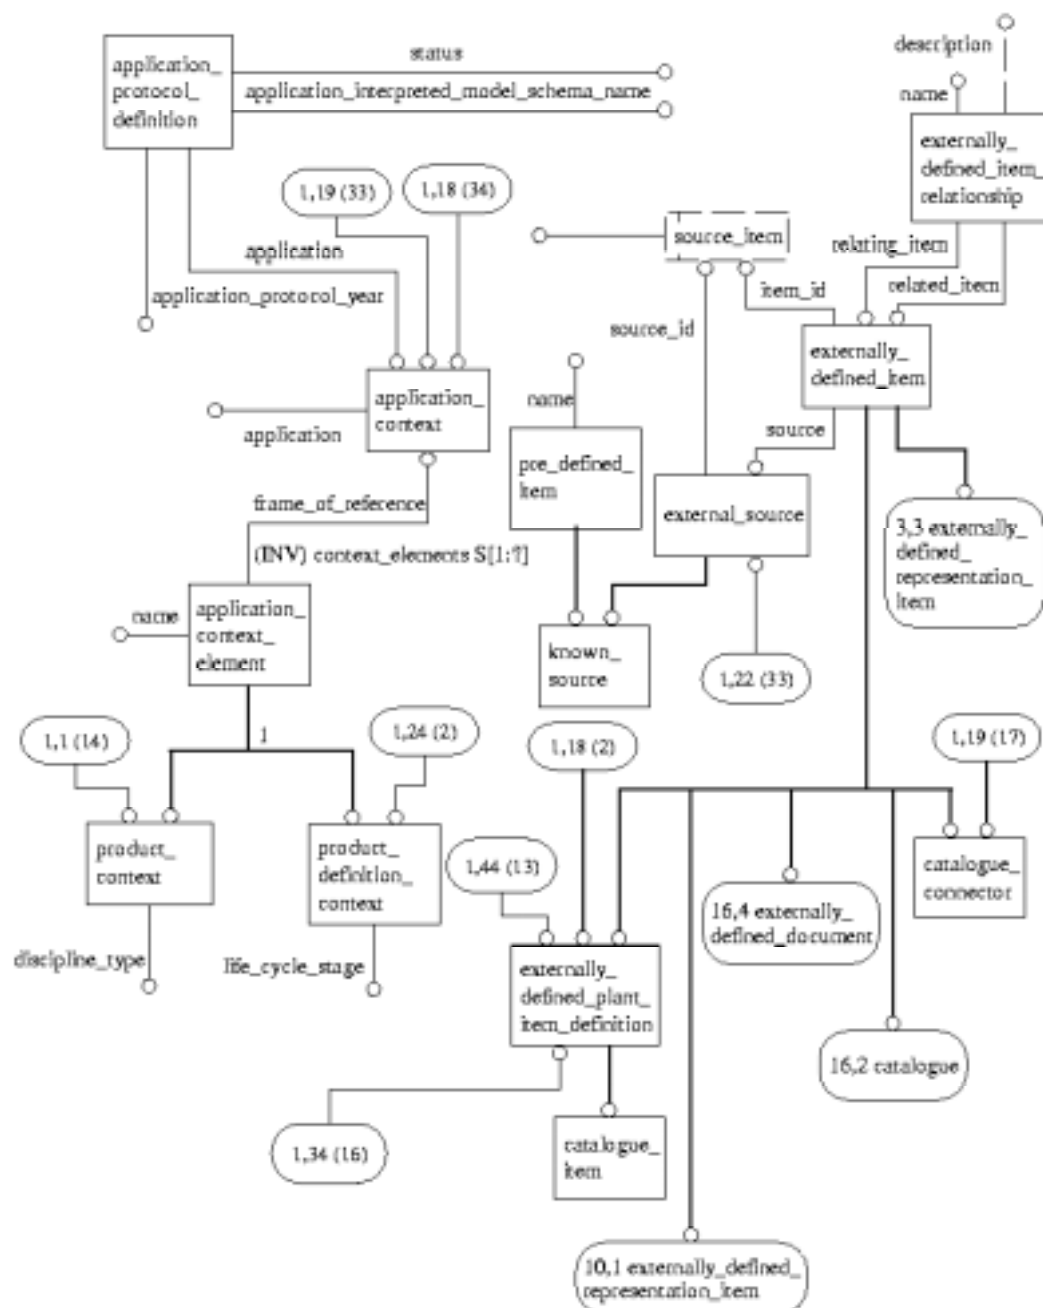 status
description
application_
protocol_
definition
application_interpreted_model_schema_name
name
externally_
defined_item_
relationship
1,19 (33)
1,18 (34)
source_item
application
relating_item
application_protocol_year
item_id
related_item
source_id
externally_
defined_item
name
application_
context
application
source
pre_defined_
item
external_source
frame_of_reference
3,3 externally_
defined_
representation_
item
(INV) context_elements S[1:?]
name
application_
context_
element
known_
source
1,22 (33)
1
1,1 (14)
1,24 (2)
1,18 (2)
1,19 (17)
product_
context
product_
definition_
context
1,44 (13)
catalogue_
connector
16,4 externally_
defined_document
discipline_type
life_cycle_stage
externally_
defined_plant_
item_definition
16,2 catalogue
1,34 (16)
catalogue_
item
10,1 externally_defined_
representation_item